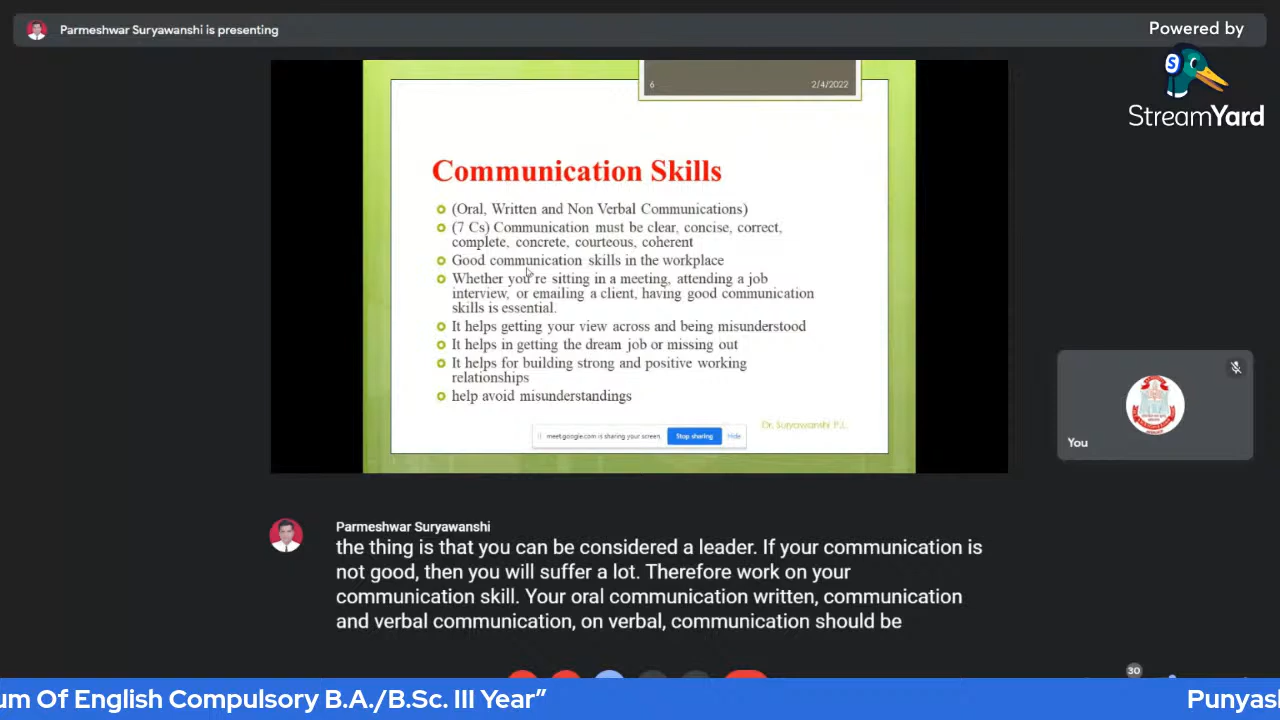 Parmeshwar Suryawanshi is presenting
Powered by
StreamYard
6
2/4/2022
Communication Skills
(Oral, Written and Non Verbal Communications)
(7 Cs) Communication must be clear, concise, correct,
complete, concrete, courteous, coherent
Good communication skills in the workplace
Whether you're sitting in a meeting, attending a job
interview, or emailing a client, having good communication
skills is essential.
It helps getting your view across and being misunderstood
It helps in getting the dream job or missing out
It helps for building strong and positive working
relationships
help avoid misunderstandings
Dr. Suryawanshi P.L.
meet.google.com is sharing your screen.
Stop sharing
Hide
You
Parmeshwar Suryawanshi
the thing is that you can be considered a leader. If your communication is
not good, then you will suffer a lot. Therefore work on your
communication skill. Your oral communication written, communication
and verbal communication, on verbal, communication should be
30
um Of English Compulsory B.A./B.Sc. III Year”
Punyash